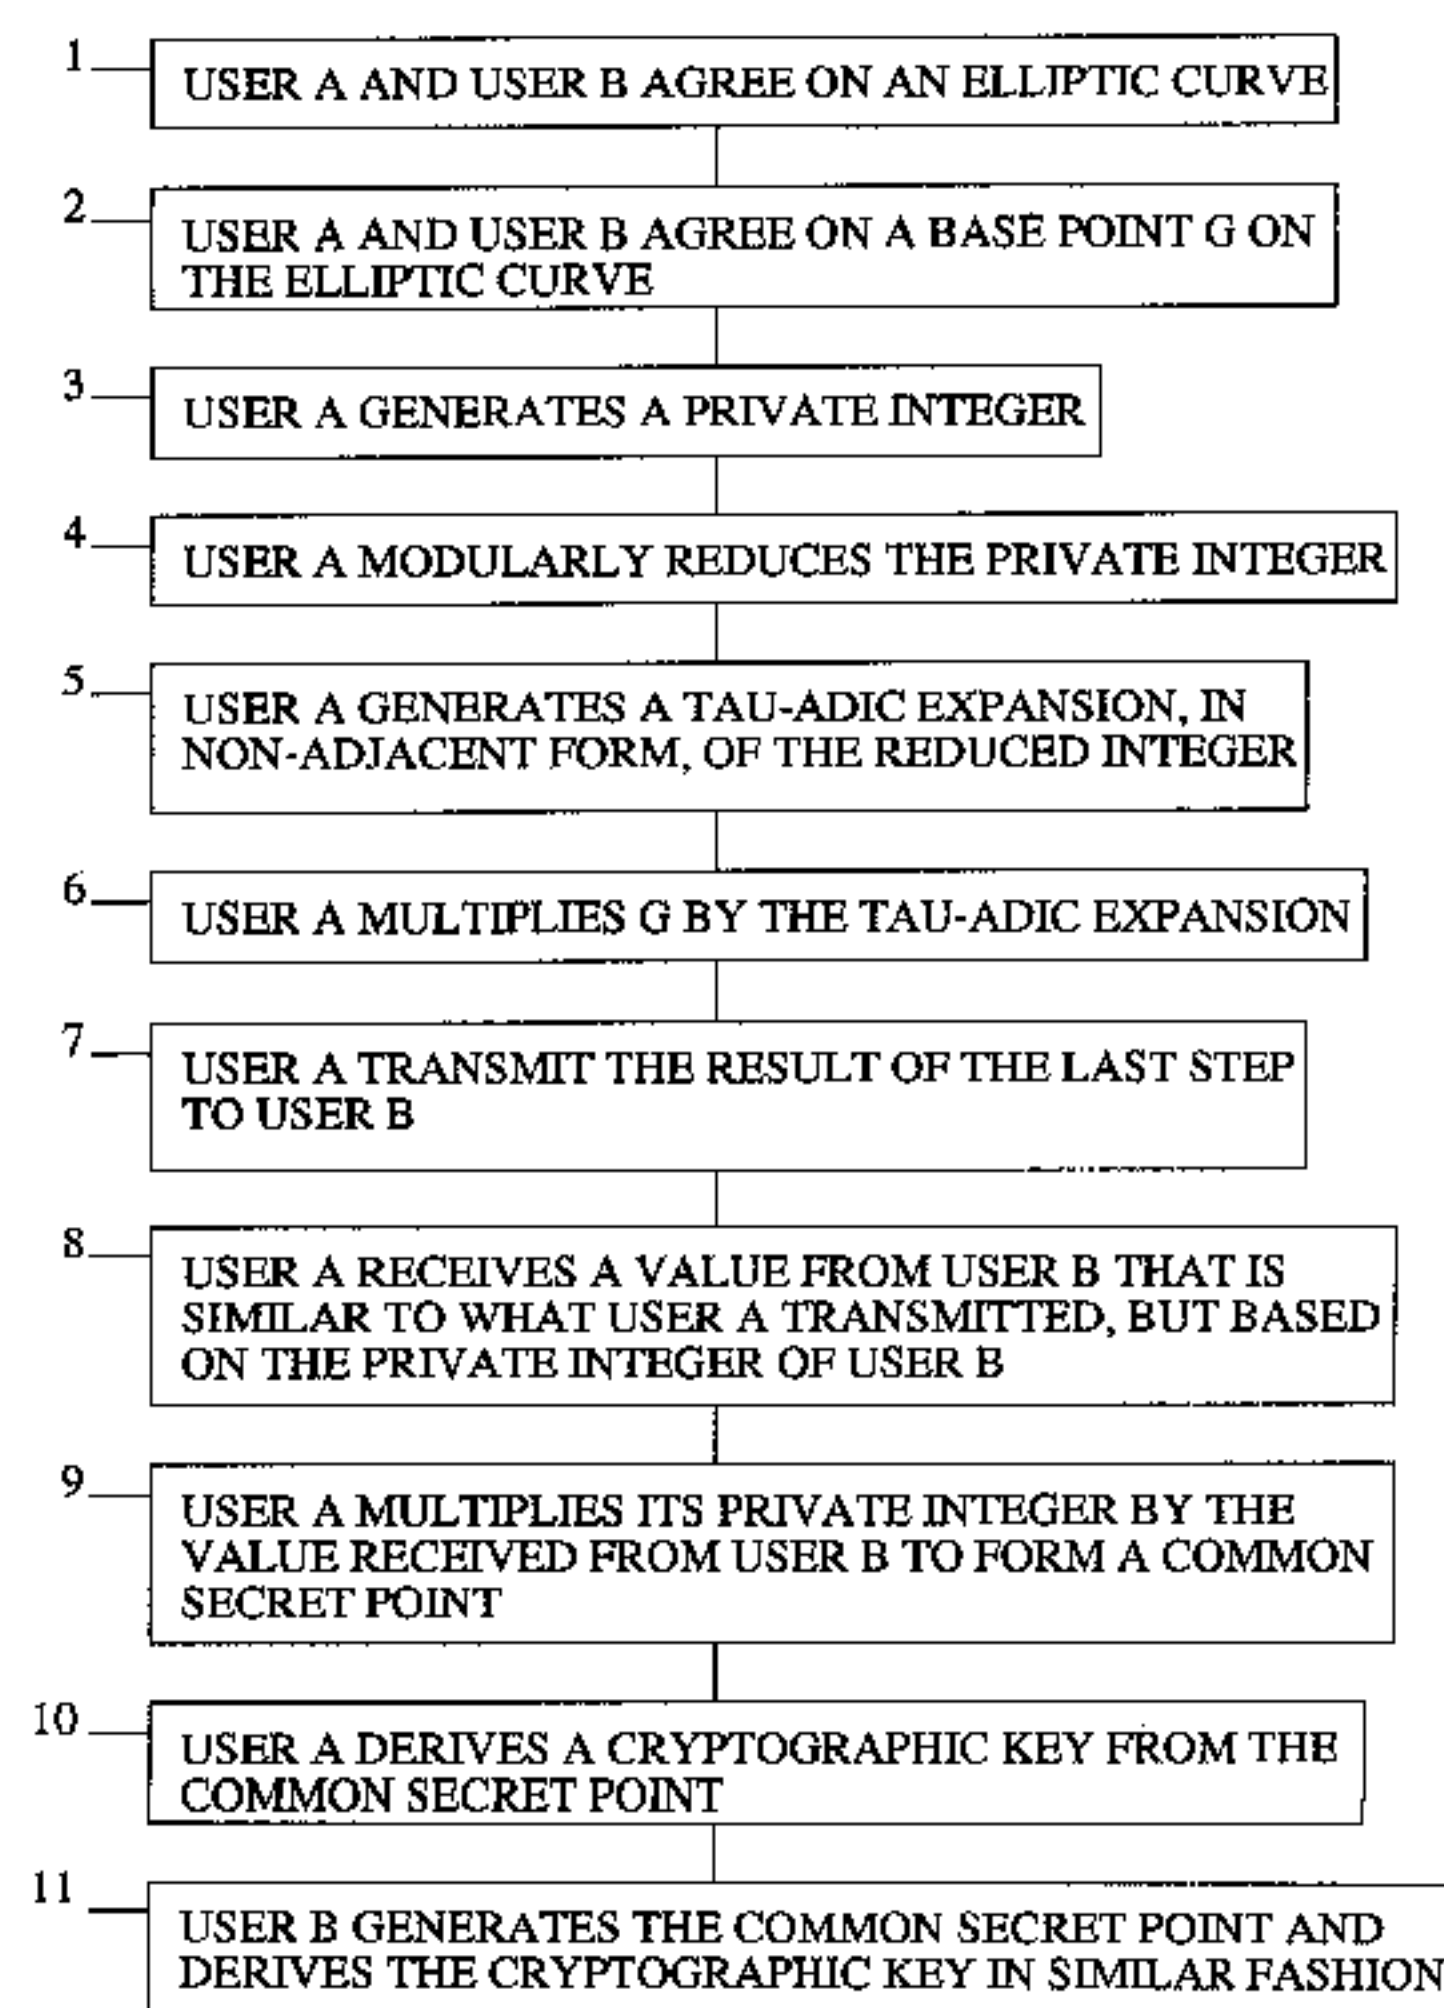 1
USER A AND USER B AGREE ON AN ELLIPTIC CURVE
2
USER A AND USER B AGREE ON A BASE POINT G ON
THE ELLIPTIC CURVE
3
USER A GENERATES A PRIVATE INTEGER
4
USER A MODULARLY REDUCES THE PRIVATE INTEGER
5
USER A GENERATES A TAU-ADIC EXPANSION, IN
NON-ADJACENT FORM, OF THE REDUCED INTEGER
6
USER A MULTIPLIES G BY THE TAU-ADIC EXPANSION
7
USER A TRANSMIT THE RESULT OF THE LAST STEP
TO USER B
8
USER A RECEIVES A VALUE FROM USER B THAT IS
SIMILAR TO WHAT USER A TRANSMITTED, BUT BASED
ON THE PRIVATE INTEGER OF USER B
9
USER A MULTIPLIES ITS PRIVATE INTEGER BY THE
VALUE RECEIVED FROM USER B TO FORM A COMMON
SECRET POINT
10
USER A DERIVES A CRYPTOGRAPHIC KEY FROM THE
COMMON SECRET POINT
11
USER B GENERATES THE COMMON SECRET POINT AND
DERIVES THE CRYPTOGRAPHIC KEY IN SIMILAR FASHION